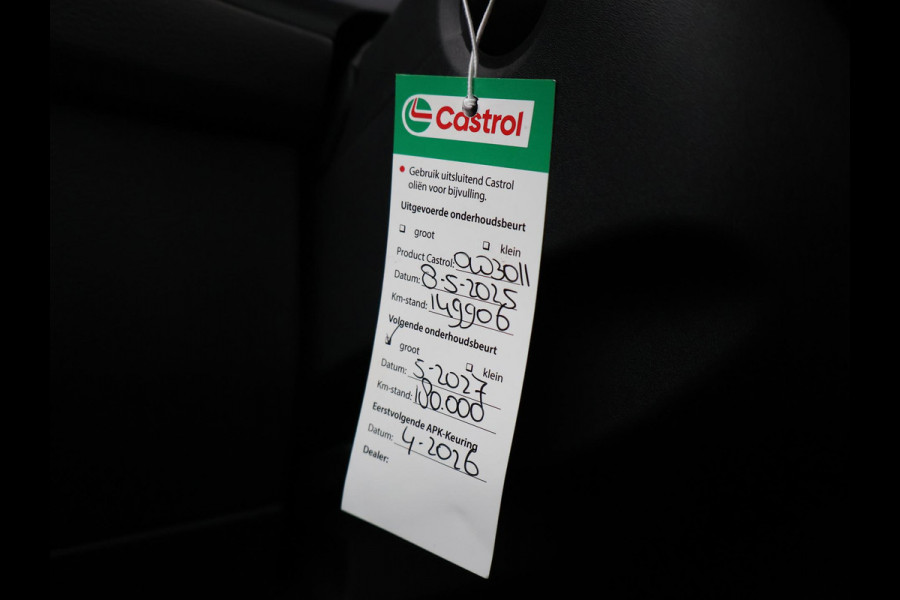 Castrol
Gebruik uitsluitend Castrol
oliën voor bijvulling.
Uitgevoerde onderhoudsbeurt
groot klein
Product Castrol: 0W30ll
Datum: 8-5-2025
Km-stand: 149906
Volgende onderhoudsbeurt
groot klein
Datum: 5-2027
Km-stand: 180.000
Eerstvolgende APK-Keuring
Datum: 4-2026
Dealer: